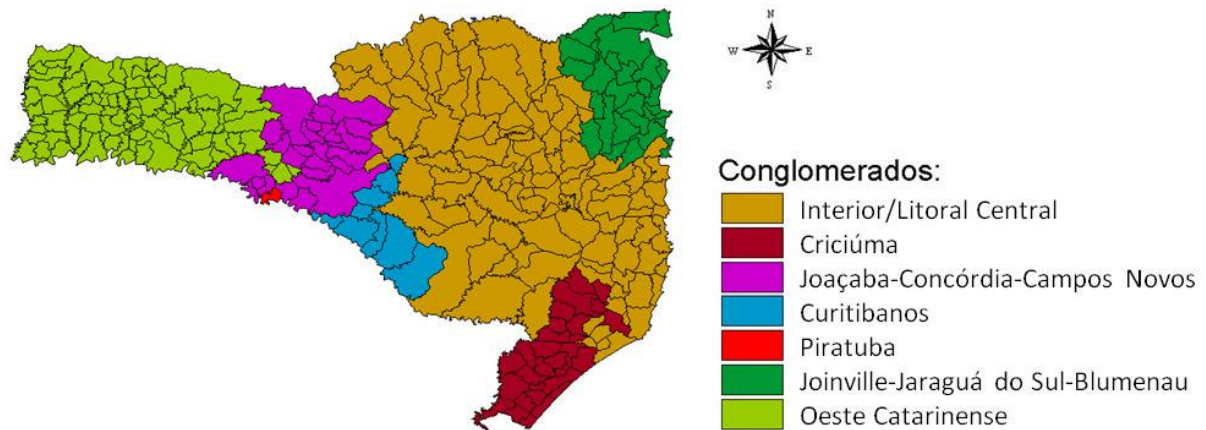 N
W E
S
Conglomerados:
Interior/Litoral Central
Criciúma
Joaçaba-Concórdia-Campos Novos
Curitibanos
Piratuba
Joinville-Jaraguá do Sul-Blumenau
Oeste Catarinense